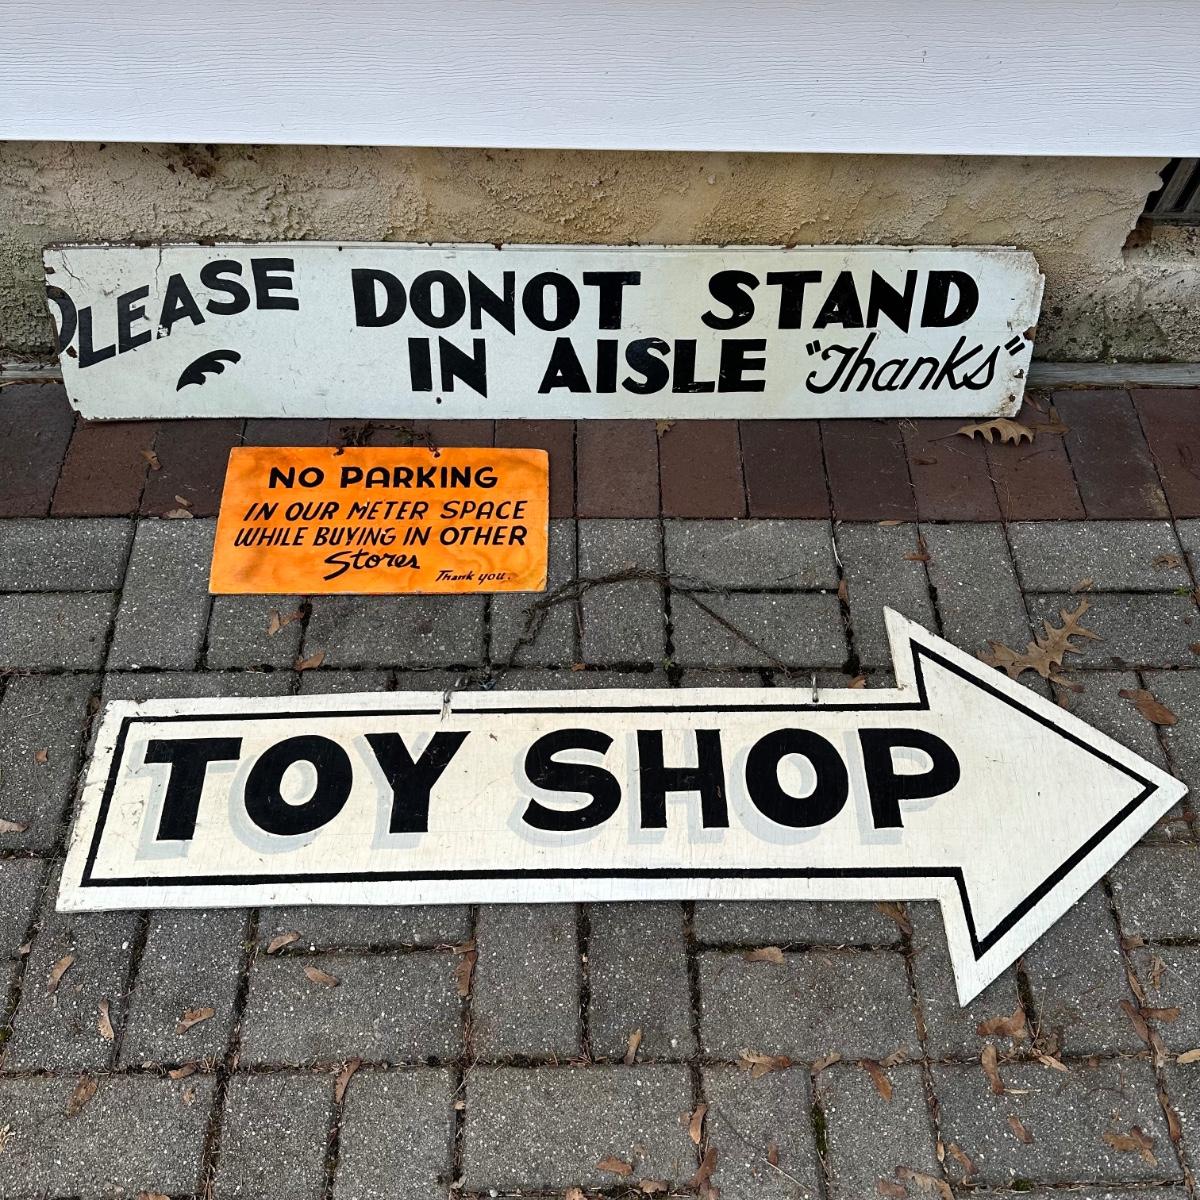 PLEASE DONOT STAND
IN AISLE "Thanks"
NO PARKING
IN OUR METER SPACE
WHILE BUYING IN OTHER
Stores
Thank you.
TOY SHOP